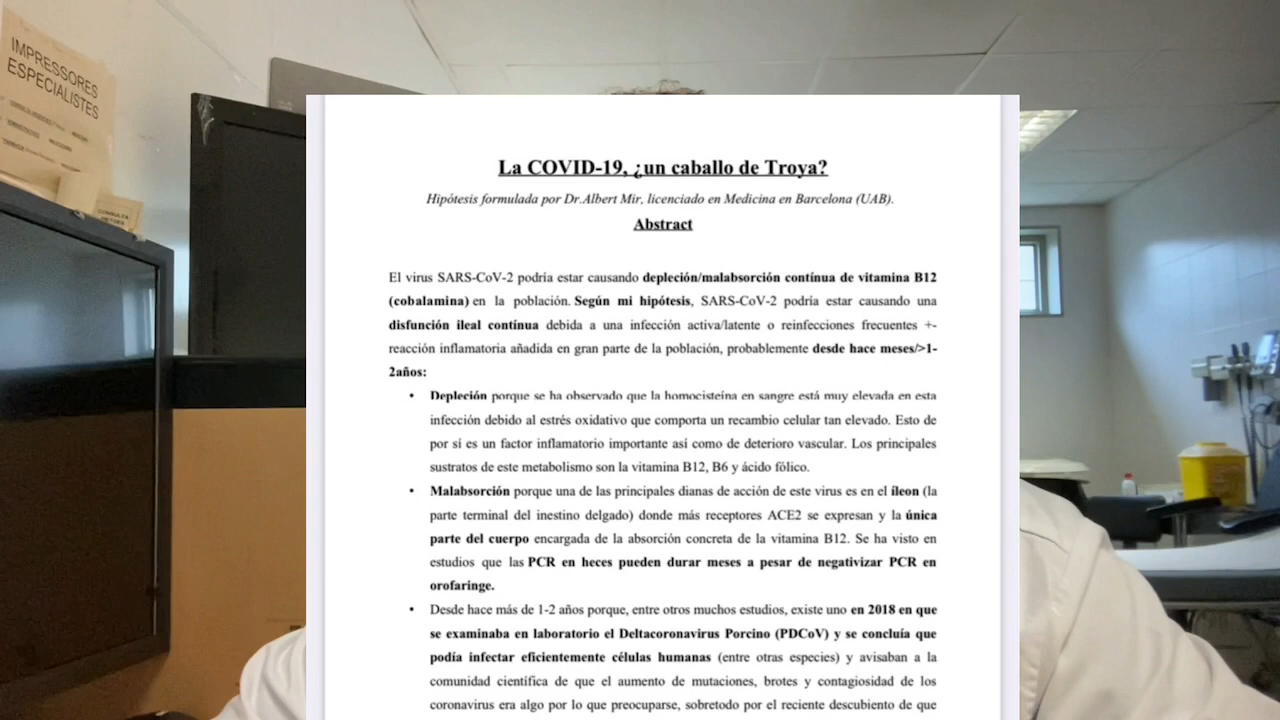 IMPRESSORES
ESPECIALISTES
La COVID-19, ¿un caballo de Troya?
Hipótesis formulada por Dr.Albert Mir, licenciado en Medicina en Barcelona (UAB).
Abstract
El virus SARS-CoV-2 podría estar causando depleción/malabsorción contínua de vitamina B12
(cobalamina) en la población. Según mi hipótesis, SARS-CoV-2 podría estar causando una
disfunción ileal contínua debida a una infección activa/latente o reinfecciones frecuentes +-
reacción inflamatoria añadida en gran parte de la población, probablemente desde hace meses/>1-
2años:
• Depleción porque se ha observado que la homocisteína en sangre está muy elevada en esta
infección debido al estrés oxidativo que comporta un recambio celular tan elevado. Esto de
por sí es un factor inflamatorio importante así como de deterioro vascular. Los principales
sustratos de este metabolismo son la vitamina B12, B6 y ácido fólico.
• Malabsorción porque una de las principales dianas de acción de este virus es en el íleon (la
parte terminal del inestino delgado) donde más receptores ACE2 se expresan y la única
parte del cuerpo encargada de la absorción concreta de la vitamina B12. Se ha visto en
estudios que las PCR en heces pueden durar meses a pesar de negativizar PCR en
orofaringe.
• Desde hace más de 1-2 años porque, entre otros muchos estudios, existe uno en 2018 en que
se examinaba en laboratorio el Deltacoronavirus Porcino (PDCoV) y se concluía que
podía infectar eficientemente células humanas (entre otras especies) y avisaban a la
comunidad científica de que el aumento de mutaciones, brotes y contagiosidad de los
coronavirus era algo por lo que preocuparse, sobretodo por el reciente descubiento de que